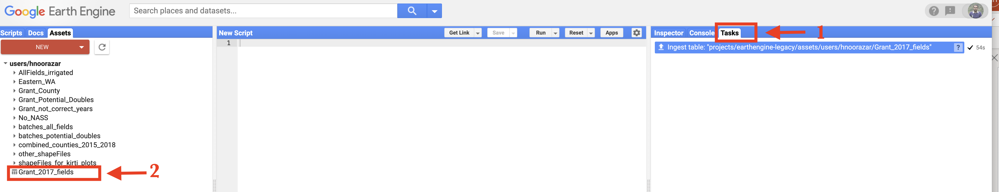 Google Earth Engine
Search places and datasets...
Scripts Docs Assets
NEW
users/hnoorazar
AllFields_irrigated
Eastern_WA
Grant_County
Grant_Potential_Doubles
Grant_not_correct_years
No_NASS
batches_all_fields
batches_potential_doubles
combined_counties_2015_2018
other_shapeFiles
shapeFiles_for_kirti_plots
Grant_2017_fields
2
New Script
Get Link Save Run Reset Apps
1
Inspector Console Tasks
1
Ingest table: "projects/earthengine-legacy/assets/users/hnoorazar/Grant_2017_fields" ? 54s